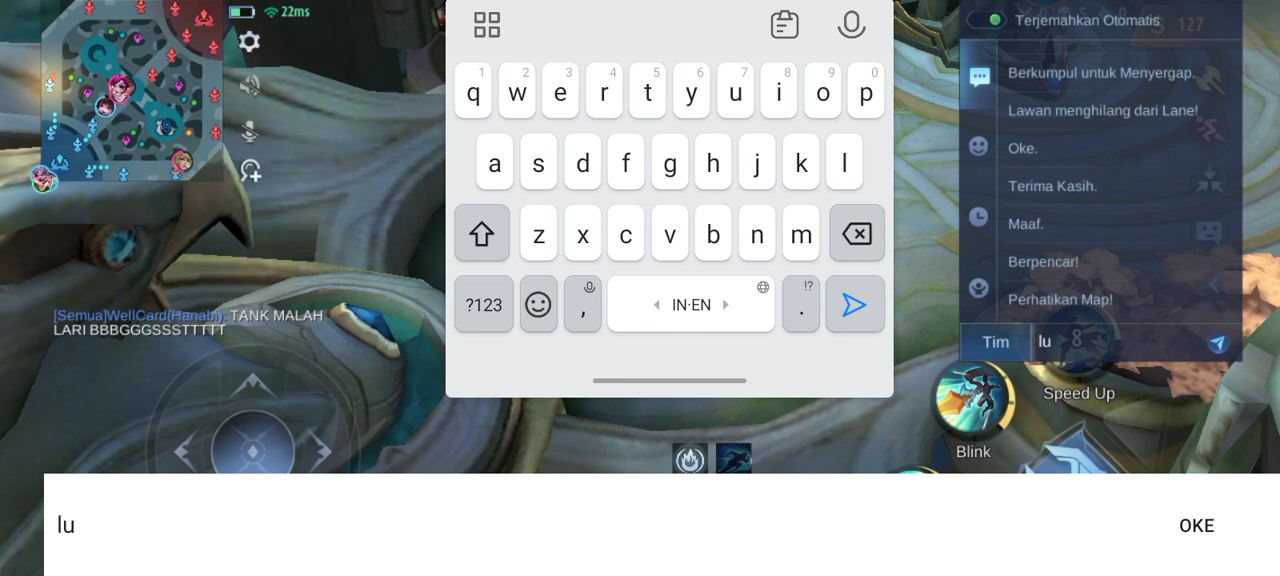 22ms
[Semua]WellCard(Hanabi): TANK MALAH
LARI BBBGGGSSSTTTTT
1 2 3 4 5 6 7 8 9 0
q w e r t y u i o p
a s d f g h j k l
z x c v b n m
?123 , IN·EN !? .
Terjemahkan Otomatis
127
Berkumpul untuk Menyergap.
Lawan menghilang dari Lane!
Oke.
Terima Kasih.
Maaf.
Berpencar!
Perhatikan Map!
Tim lu
8
Speed Up
Blink
lu
OKE